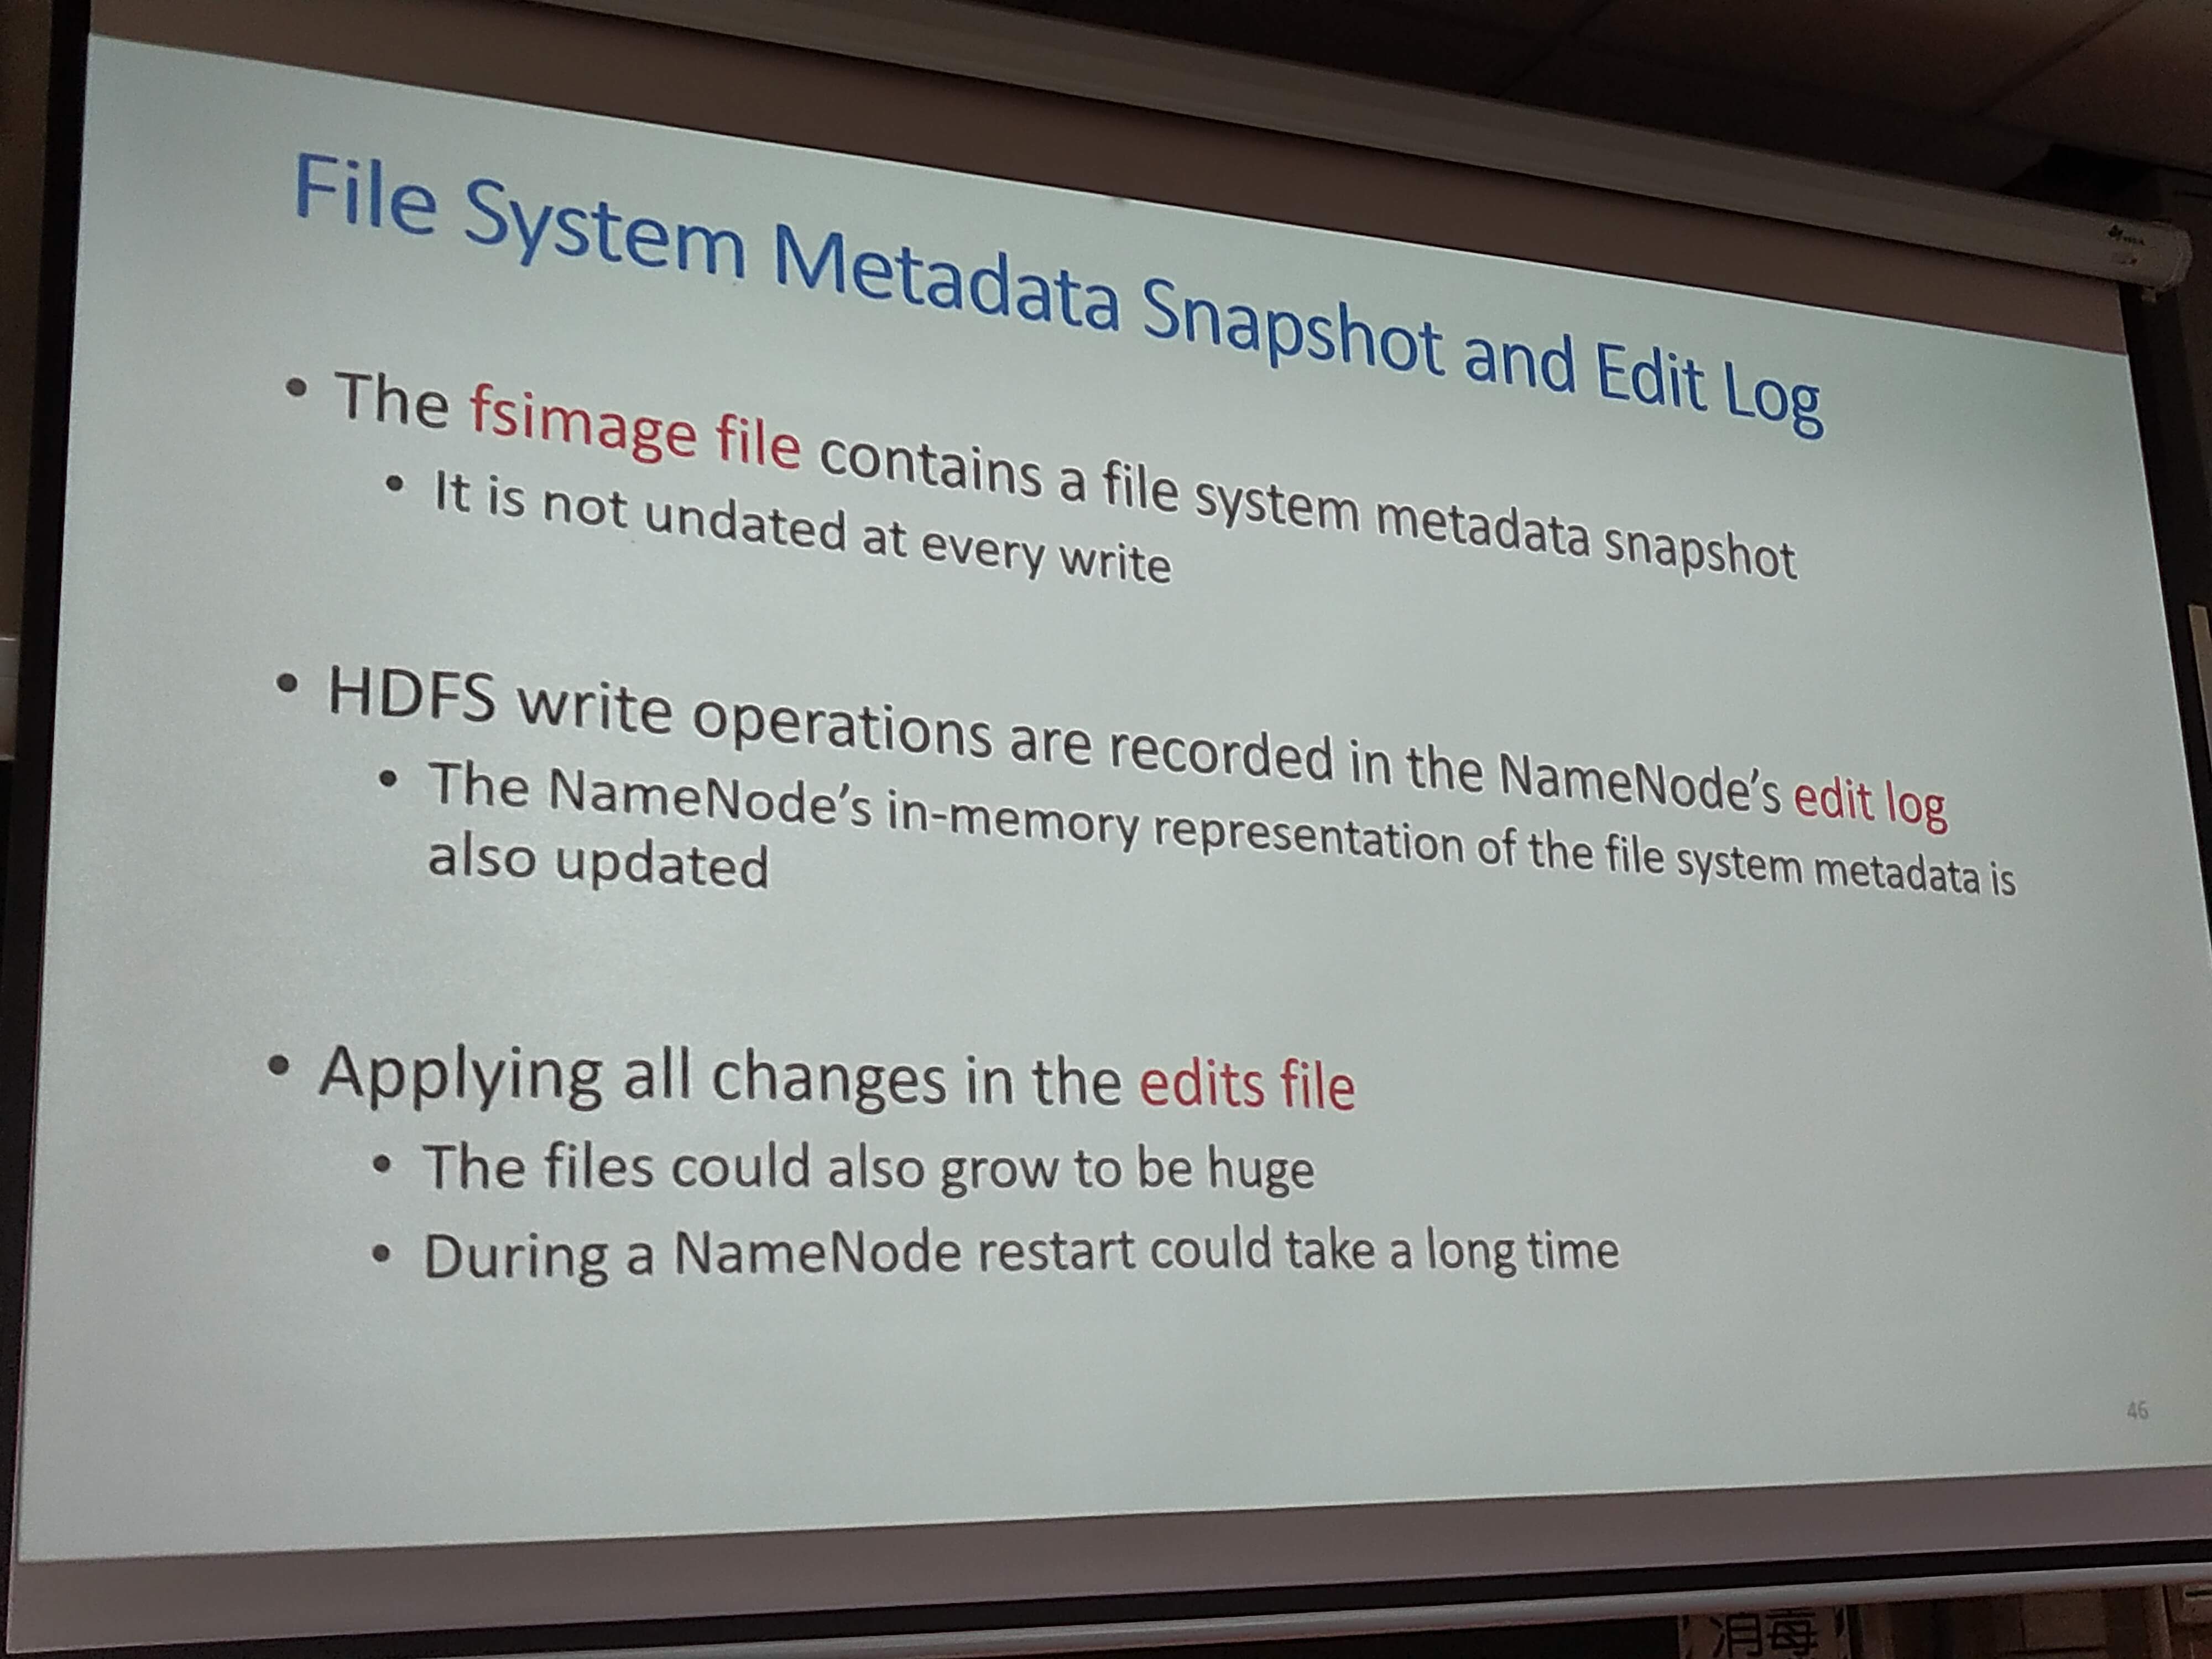 File System Metadata Snapshot and Edit Log
• The fsimage file contains a file system metadata snapshot
• It is not undated at every write
• HDFS write operations are recorded in the NameNode's edit log
• The NameNode's in-memory representation of the file system metadata is
also updated
• Applying all changes in the edits file
• The files could also grow to be huge
• During a NameNode restart could take a long time
46
消毒